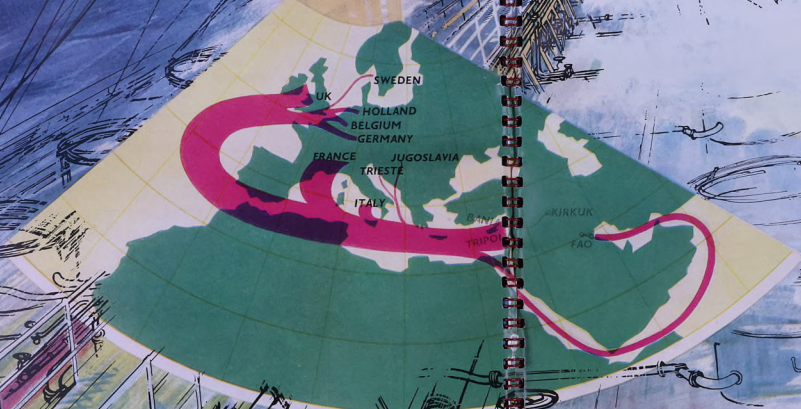 SWEDEN
UK
HOLLAND
BELGIUM
GERMANY
FRANCE
JUGOSLAVIA
TRIESTE
ITALY
KIRKUK
FAO